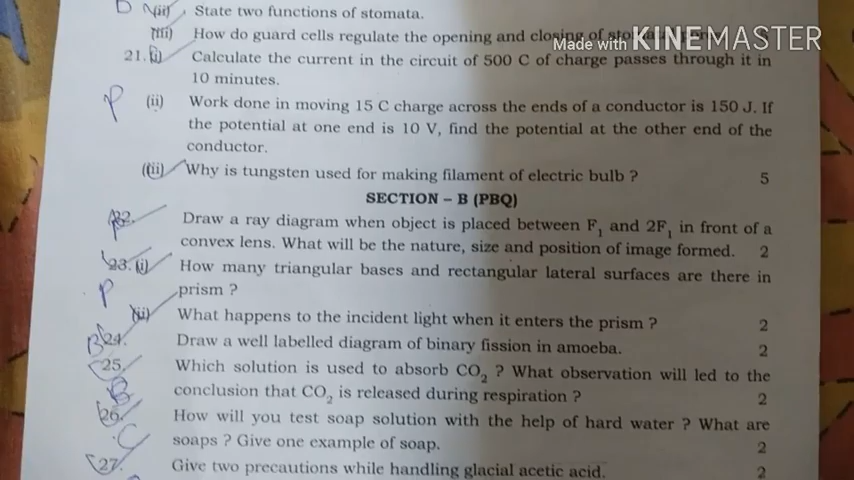 D (ii) State two functions of stomata.
(iii) How do guard cells regulate the opening and closing of
Made with KINEMASTER
21. (i) Calculate the current in the circuit of 500 C of charge passes through it in
10 minutes.
P (ii) Work done in moving 15 C charge across the ends of a conductor is 150 J. If
the potential at one end is 10 V, find the potential at the other end of the
conductor.
(iii) Why is tungsten used for making filament of electric bulb ? 5
SECTION – B (PBQ)
22. Draw a ray diagram when object is placed between F₁ and 2F₁ in front of a
P convex lens. What will be the nature, size and position of image formed. 2
23. (i) How many triangular bases and rectangular lateral surfaces are there in
P prism ?
(ii) What happens to the incident light when it enters the prism ? 2
B 24. Draw a well labelled diagram of binary fission in amoeba. 2
25. Which solution is used to absorb CO₂ ? What observation will led to the
B conclusion that CO₂ is released during respiration ? 2
26. How will you test soap solution with the help of hard water ? What are
C soaps ? Give one example of soap. 2
27. Give two precautions while handling glacial acetic acid. 2